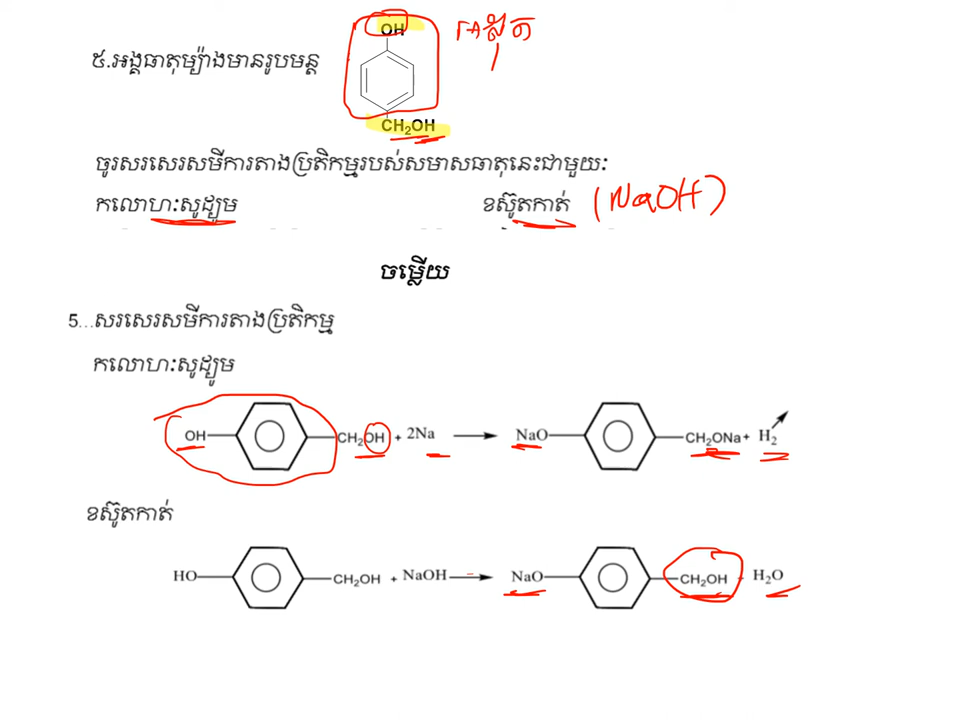 OH
៥.អង្គធាតុម្យ៉ាងមានរូបមន្ត
CH2OH
ចូរសរសេរសមីការតាងប្រតិកម្មរបស់សមាសធាតុនេះជាមួយៈ
កលោហៈសូដ្យូម ខស៊ូតកាត់ (NaOH)
ចម្លើយ
5...សរសេរសមីការតាងប្រតិកម្ម
កលោហៈសូដ្យូម
OH CH2OH + 2Na NaO CH2ONa + H2
ខស៊ូតកាត់
HO CH2OH + NaOH NaO CH2OH H2O